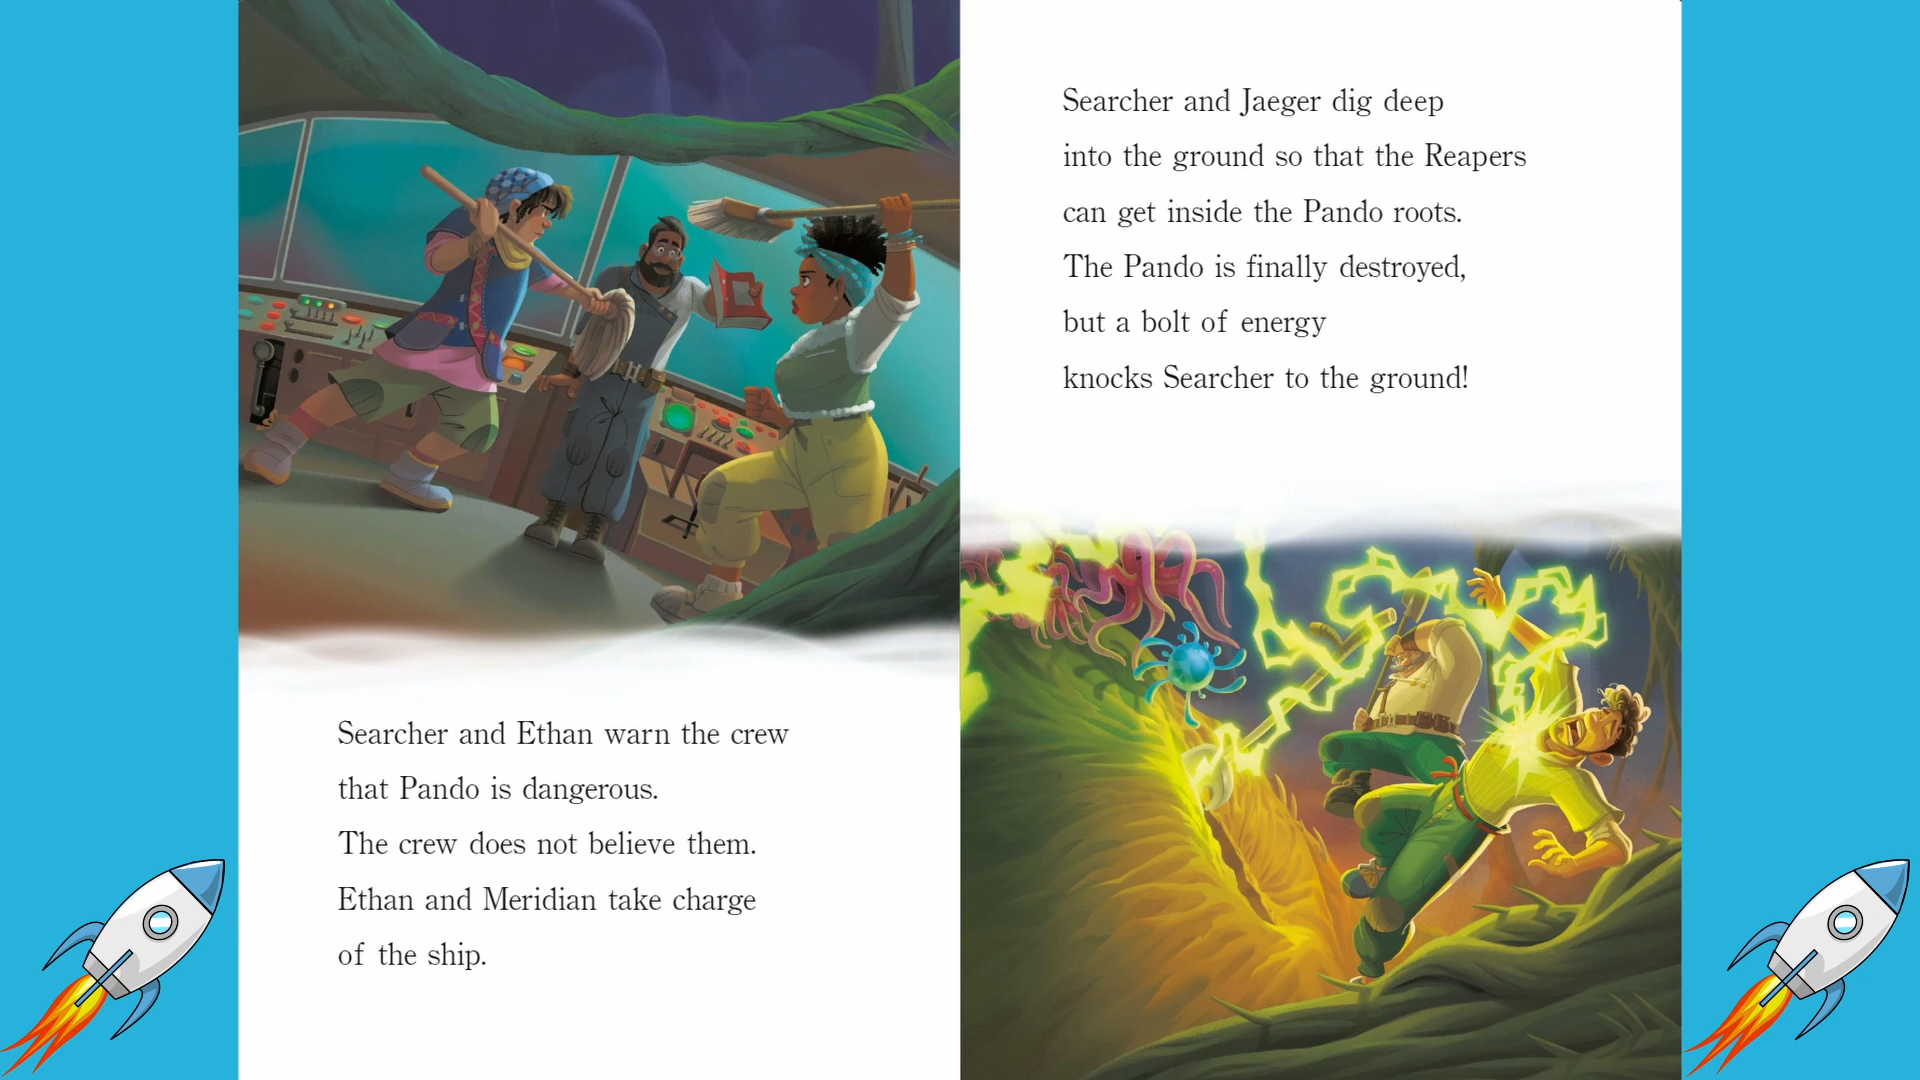 Searcher and Ethan warn the crew
that Pando is dangerous.
The crew does not believe them.
Ethan and Meridian take charge
of the ship.
Searcher and Jaeger dig deep
into the ground so that the Reapers
can get inside the Pando roots.
The Pando is finally destroyed,
but a bolt of energy
knocks Searcher to the ground!